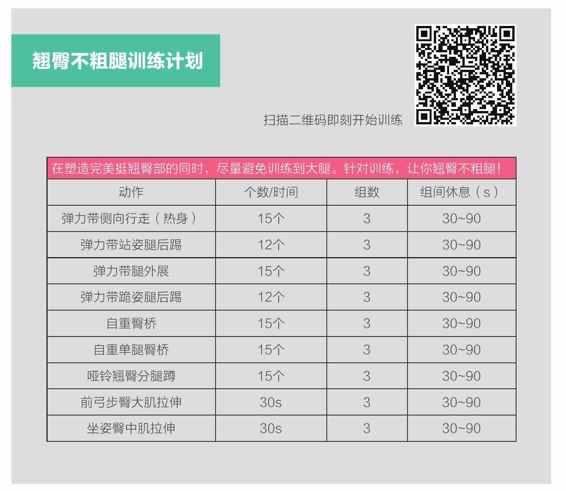 翘臀不粗腿训练计划
扫描二维码即刻开始训练
在塑造完美挺翘臀部的同时，尽量避免训练到大腿。针对训练，让你翘臀不粗腿！
动作 个数/时间 组数 组间休息（s）
弹力带侧向行走（热身） 15个 3 30~90
弹力带站姿腿后踢 12个 3 30~90
弹力带腿外展 15个 3 30~90
弹力带跪姿腿后踢 12个 3 30~90
自重臀桥 15个 3 30~90
自重单腿臀桥 15个 3 30~90
哑铃翘臀分腿蹲 15个 3 30~90
前弓步臀大肌拉伸 30s 3 30~90
坐姿臀中肌拉伸 30s 3 30~90